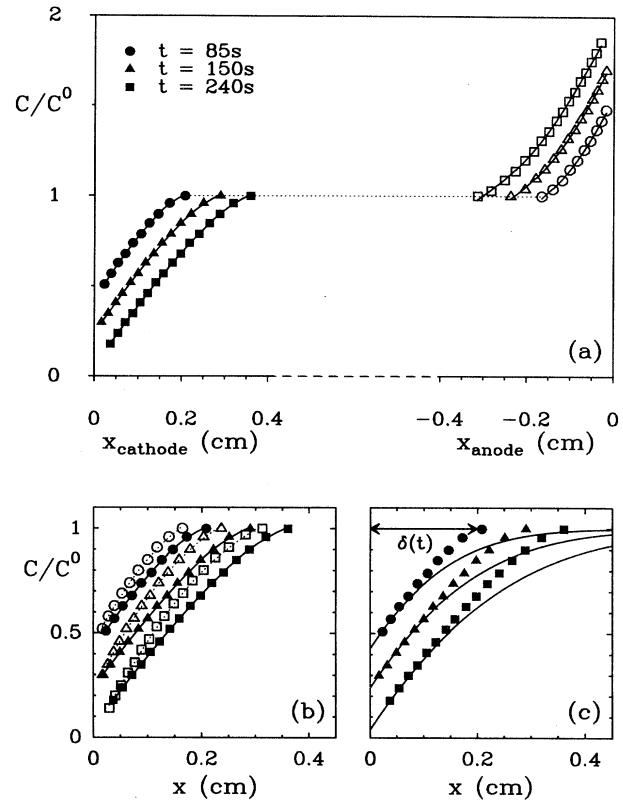 2
t = 85s
t = 150s
t = 240s
C/C⁰
1
0
(a)
0 0.2 0.4 −0.4 −0.2 0
x_cathode (cm) x_anode (cm)
1
C/C⁰
δ(t)
0.5
(b) (c)
0
0 0.2 0.4 0 0.2 0.4
x (cm) x (cm)